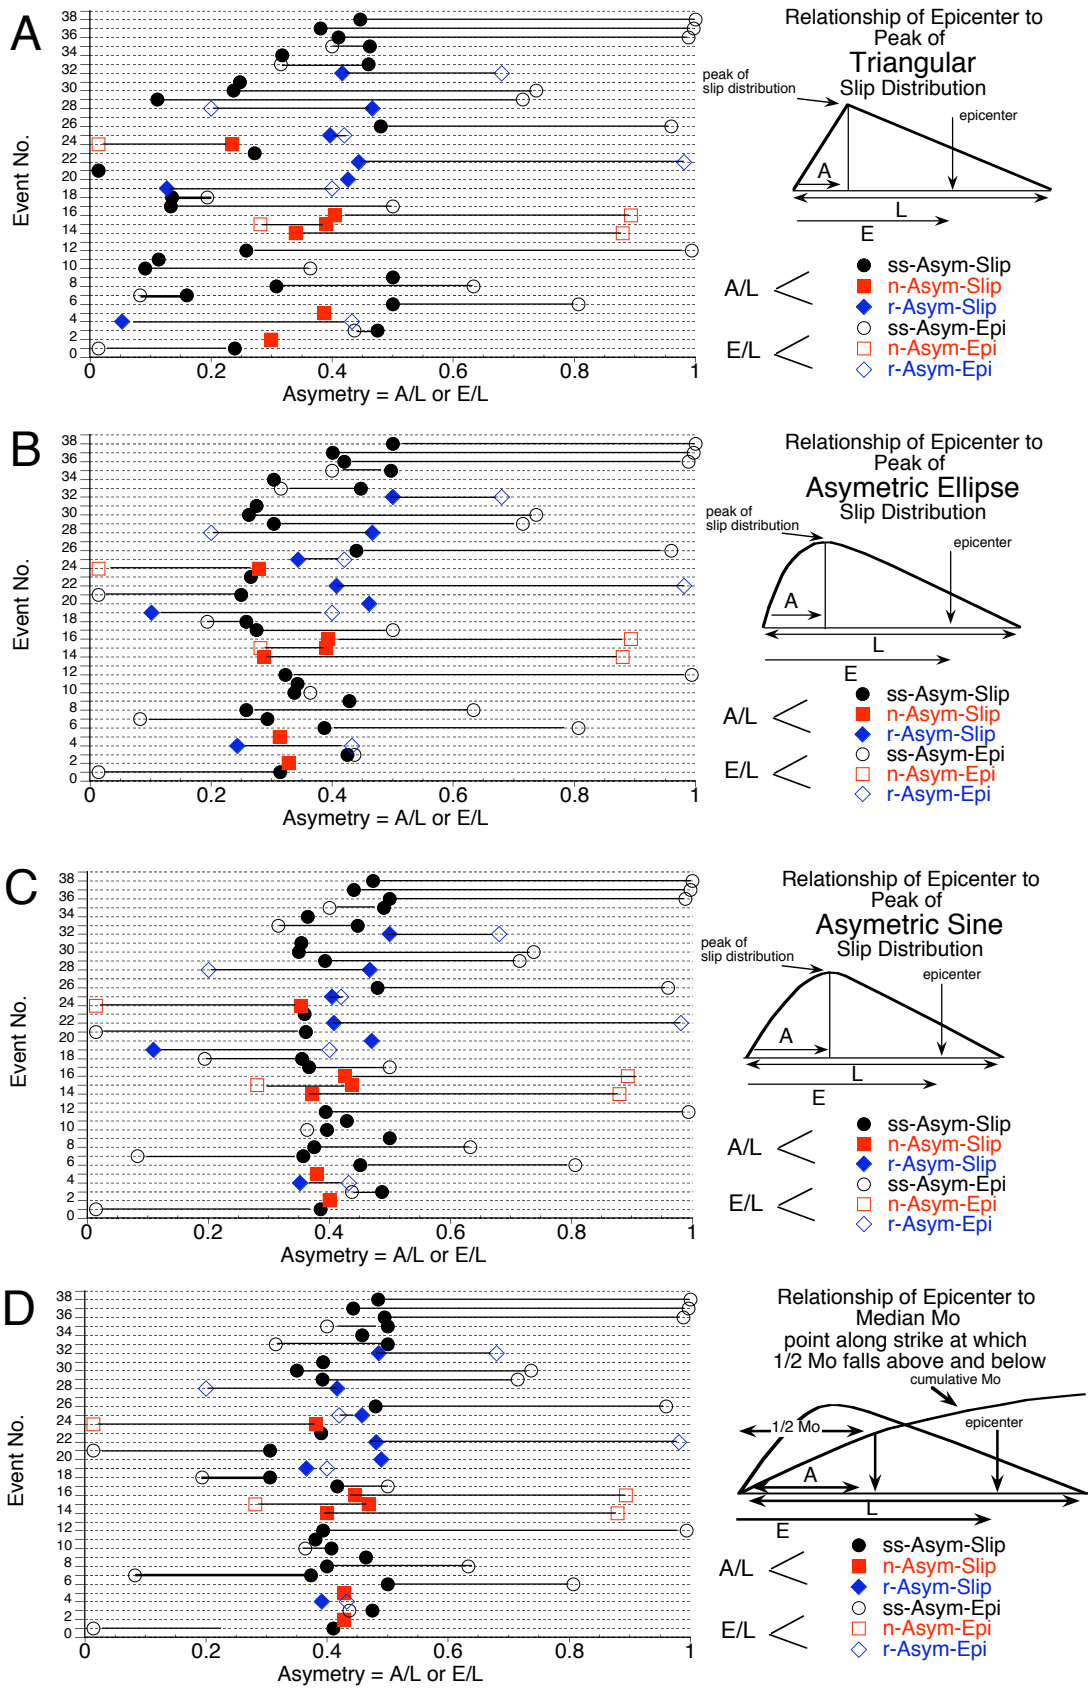 A
Event No.
38
36
34
32
30
28
26
24
22
20
18
16
14
12
10
8
6
4
2
0
0 0.2 0.4 0.6 0.8 1
Asymetry = A/L or E/L
Relationship of Epicenter to
Peak of
Triangular
Slip Distribution
peak of
slip distribution
epicenter
A
L
E
A/L
E/L
ss-Asym-Slip
n-Asym-Slip
r-Asym-Slip
ss-Asym-Epi
n-Asym-Epi
r-Asym-Epi
B
Event No.
38
36
34
32
30
28
26
24
22
20
18
16
14
12
10
8
6
4
2
0
0 0.2 0.4 0.6 0.8 1
Asymetry = A/L or E/L
Relationship of Epicenter to
Peak of
Asymetric Ellipse
Slip Distribution
peak of
slip distribution
epicenter
A
L
E
A/L
E/L
ss-Asym-Slip
n-Asym-Slip
r-Asym-Slip
ss-Asym-Epi
n-Asym-Epi
r-Asym-Epi
C
Event No.
38
36
34
32
30
28
26
24
22
20
18
16
14
12
10
8
6
4
2
0
0 0.2 0.4 0.6 0.8 1
Asymetry = A/L or E/L
Relationship of Epicenter to
Peak of
Asymetric Sine
Slip Distribution
peak of
slip distribution
epicenter
A
L
E
A/L
E/L
ss-Asym-Slip
n-Asym-Slip
r-Asym-Slip
ss-Asym-Epi
n-Asym-Epi
r-Asym-Epi
D
Event No.
38
36
34
32
30
28
26
24
22
20
18
16
14
12
10
8
6
4
2
0
0 0.2 0.4 0.6 0.8 1
Asymetry = A/L or E/L
Relationship of Epicenter to
Median Mo
point along strike at which
1/2 Mo falls above and below
cumulative Mo
1/2 Mo
epicenter
A
L
E
A/L
E/L
ss-Asym-Slip
n-Asym-Slip
r-Asym-Slip
ss-Asym-Epi
n-Asym-Epi
r-Asym-Epi